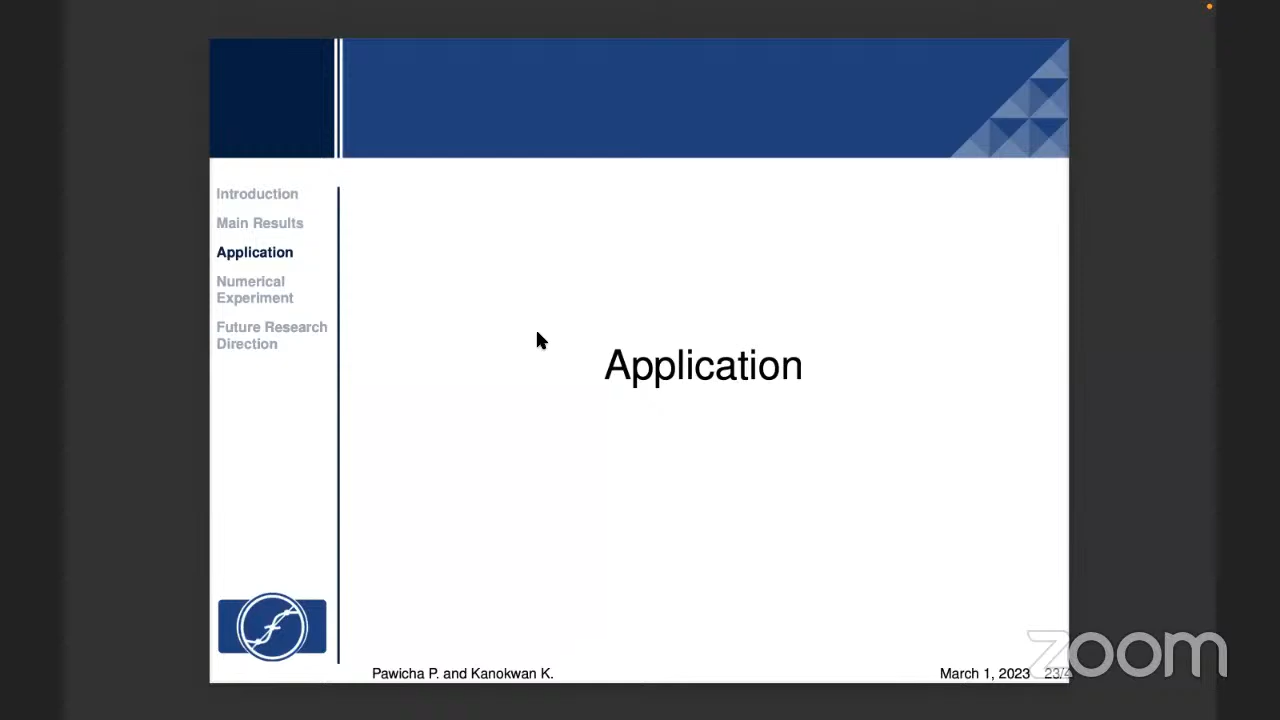 Introduction
Main Results
Application
Numerical
Experiment
Future Research
Direction
Application
Pawicha P. and Kanokwan K.
March 1, 2023
zoom